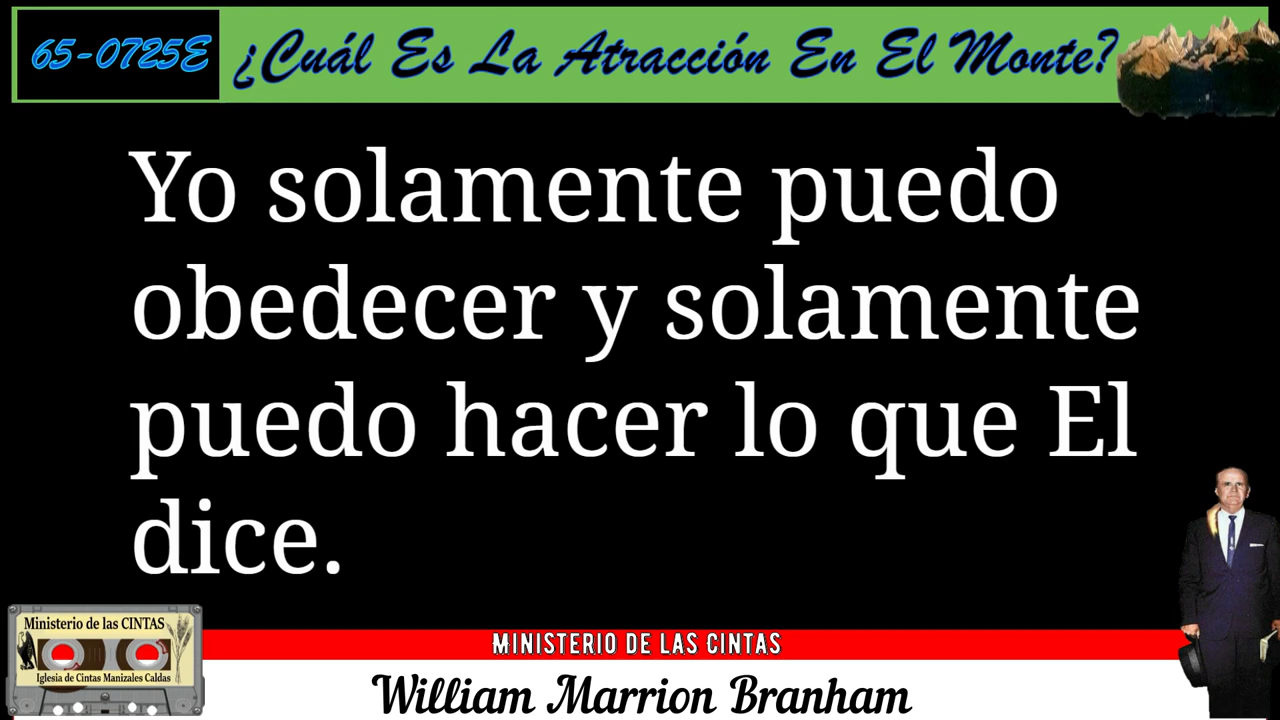 65-0725E ¿Cuál Es La Atracción En El Monte?
Yo solamente puedo
obedecer y solamente
puedo hacer lo que El
dice.
Ministerio de las CINTAS
Iglesia de Cintas Manizales Caldas
MINISTERIO DE LAS CINTAS
William Marrion Branham